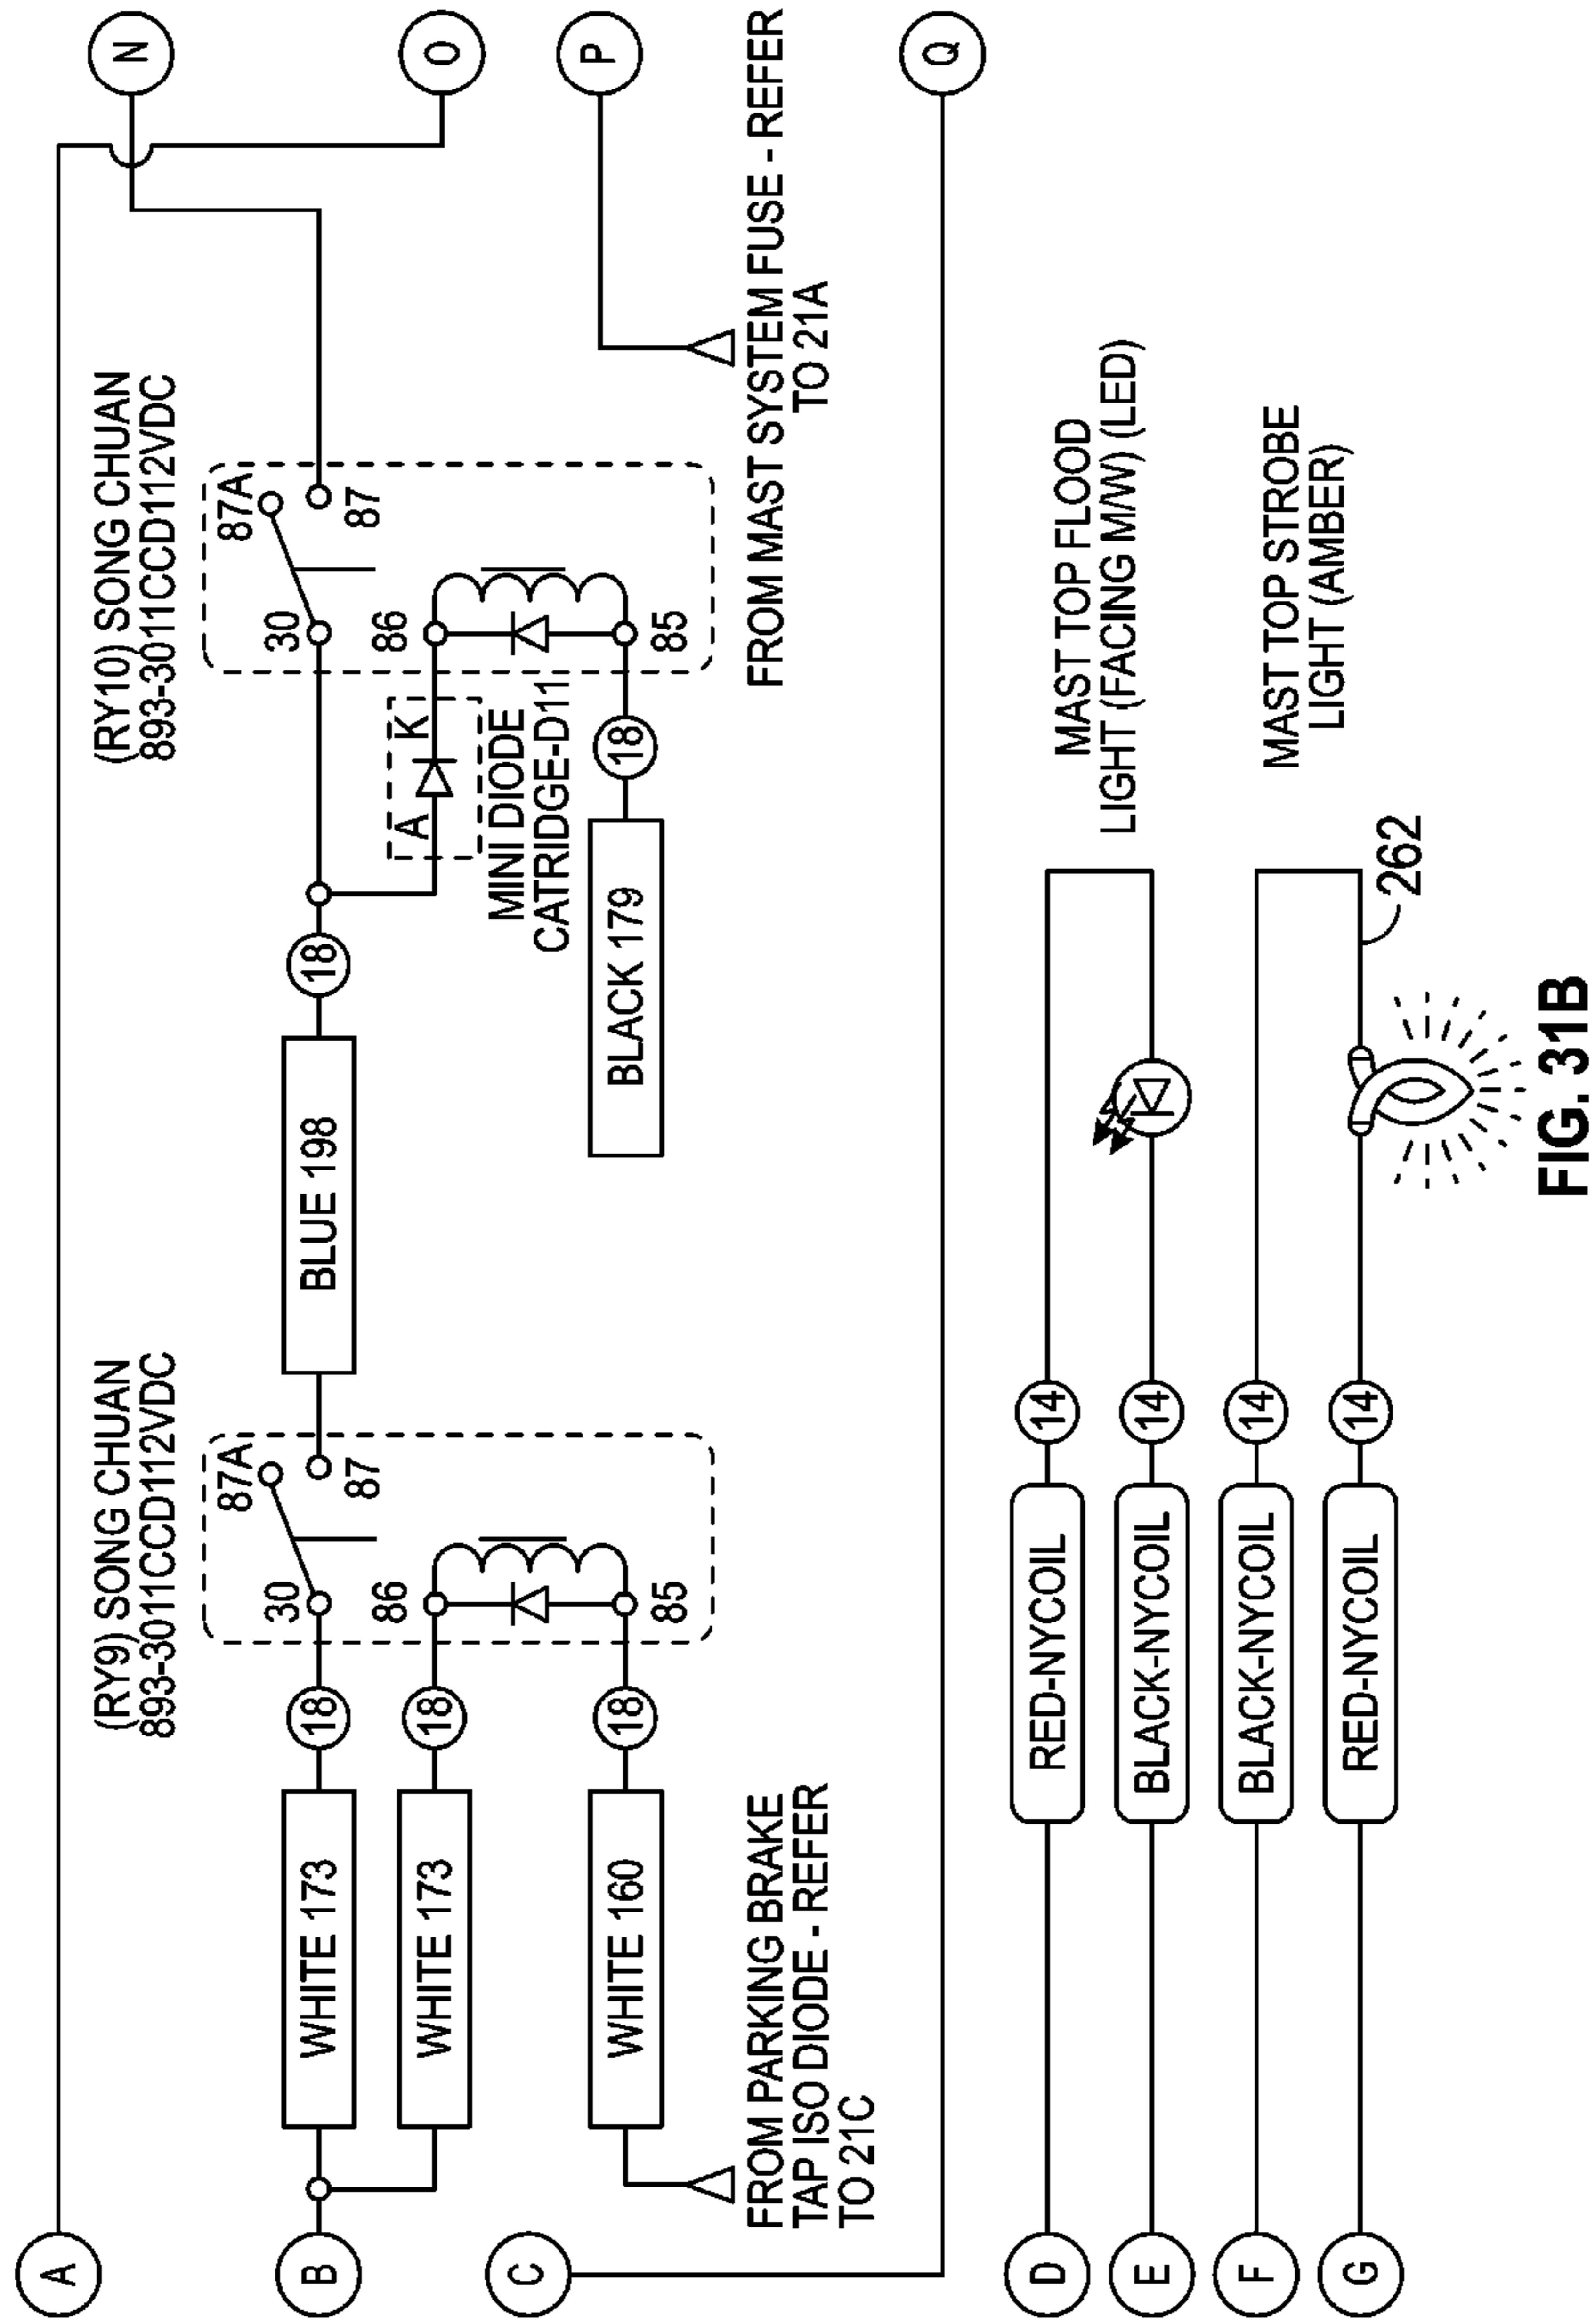 A
N
O
P
Q
(RY9) SONG CHUAN
893-3011CCD112VDC
(RY10) SONG CHUAN
893-3011CCD112VDC
B
WHITE 173
18
30
87A
87
BLUE 198
18
30
87A
87
WHITE 173
18
86
A
K
86
MINI DIODE
CATRIDGE-D11
WHITE 160
18
85
BLACK 179
18
85
C
FROM PARKING BRAKE
TAP ISO DIODE - REFER
TO 21C
FROM MAST SYSTEM FUSE - REFER
TO 21A
D
RED-NYCOIL
14
MAST TOP FLOOD
LIGHT (FACING M/W) (LED)
E
BLACK-NYCOIL
14
F
BLACK-NYCOIL
14
MAST TOP STROBE
LIGHT (AMBER)
G
RED-NYCOIL
14
262
FIG. 31B